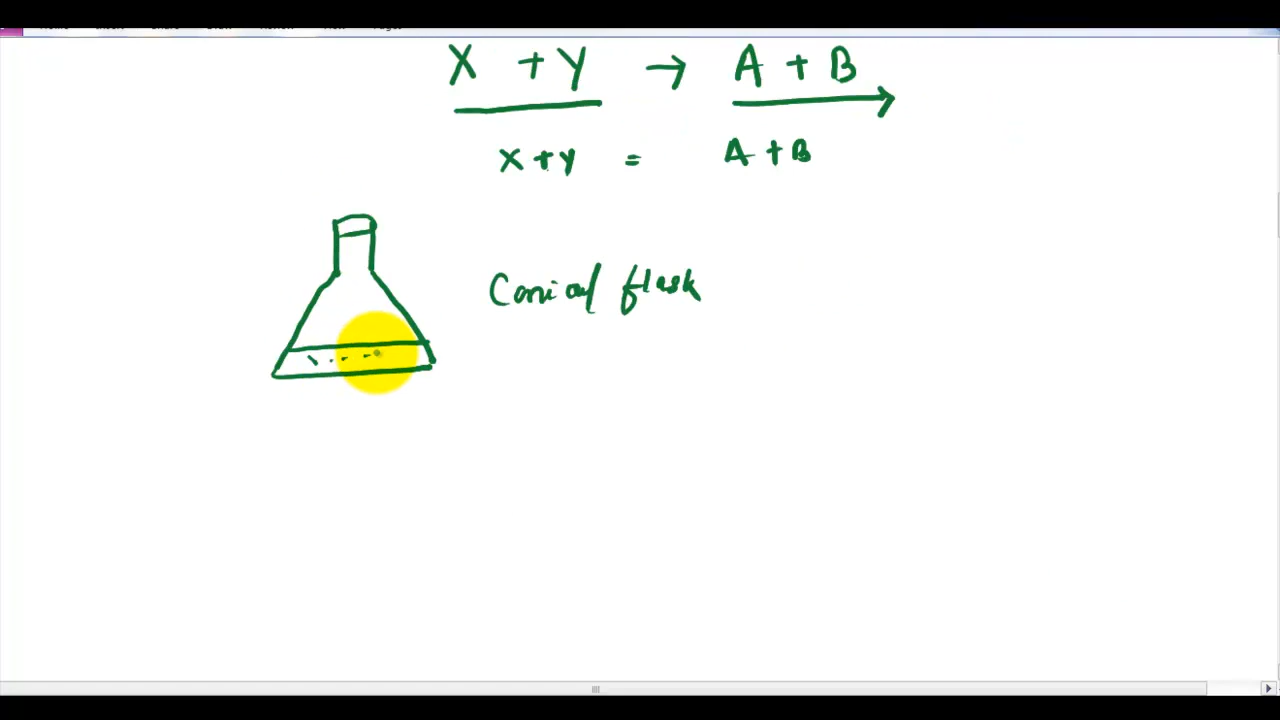 X + Y → A + B
X + Y = A + B
Conical flask